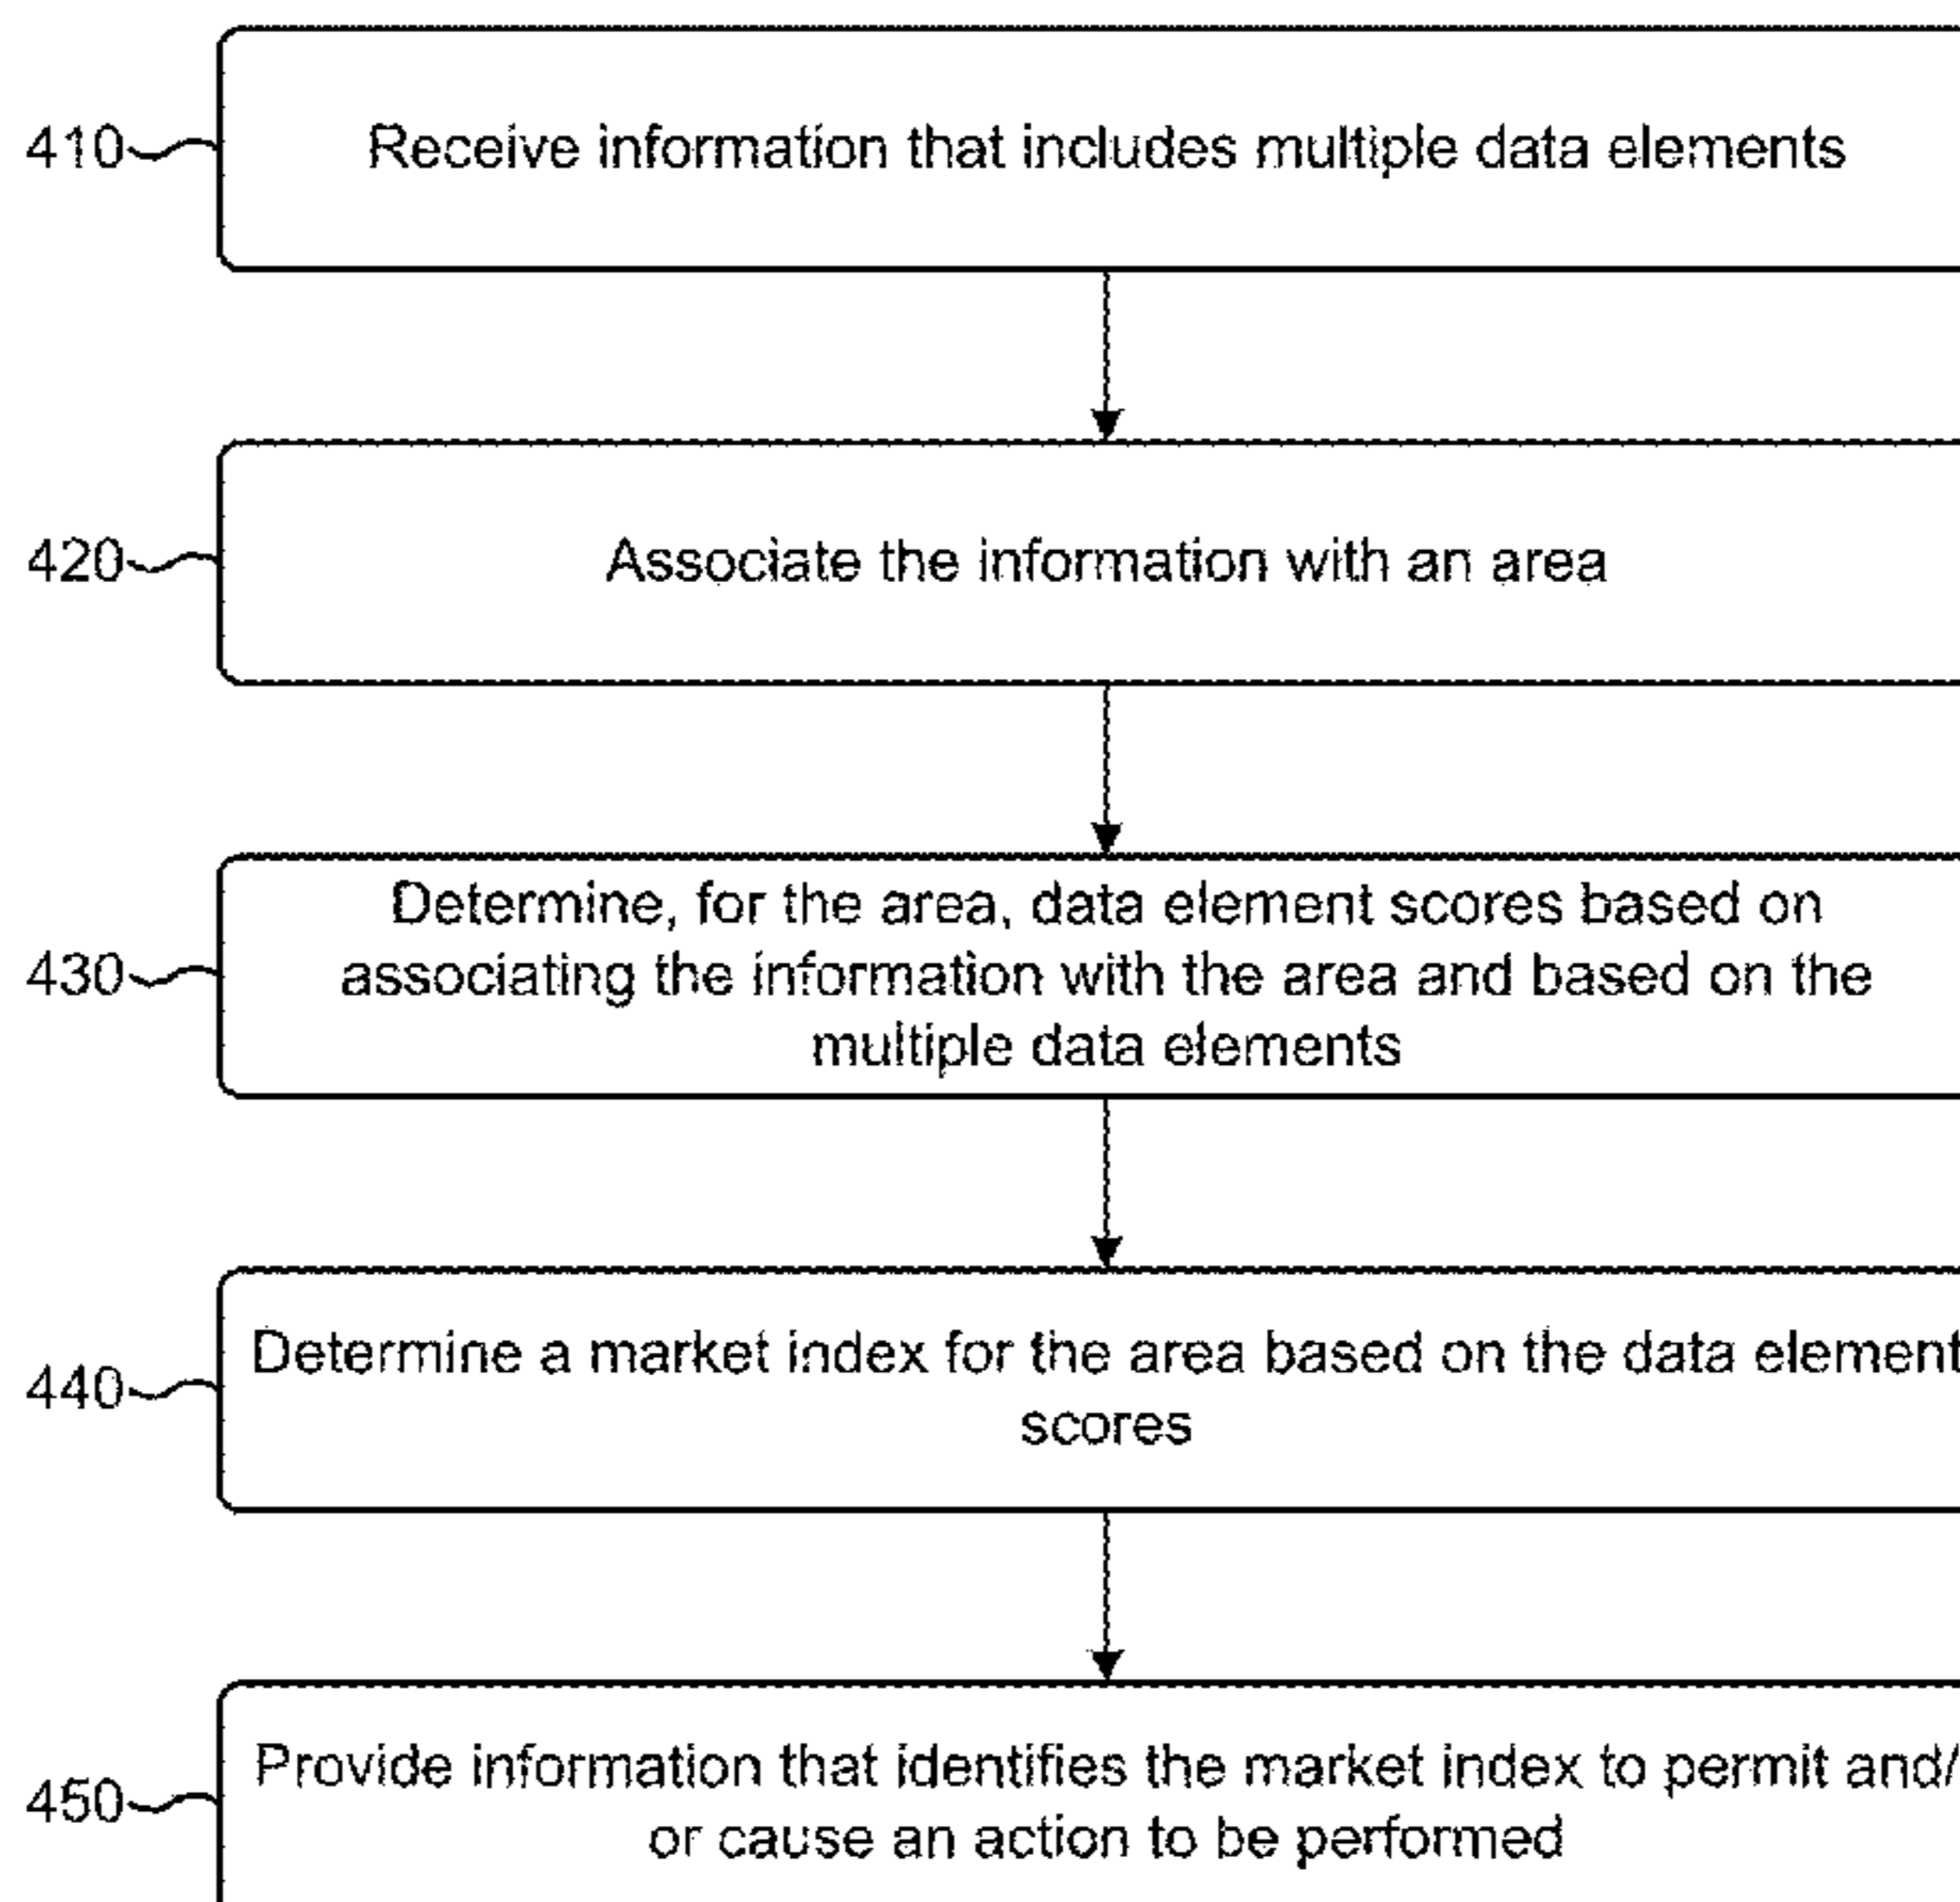 410
Receive information that includes multiple data elements
420
Associate the information with an area
430
Determine, for the area, data element scores based on
associating the information with the area and based on the
multiple data elements
440
Determine a market index for the area based on the data element
scores
450
Provide information that identifies the market index to permit and/
or cause an action to be performed